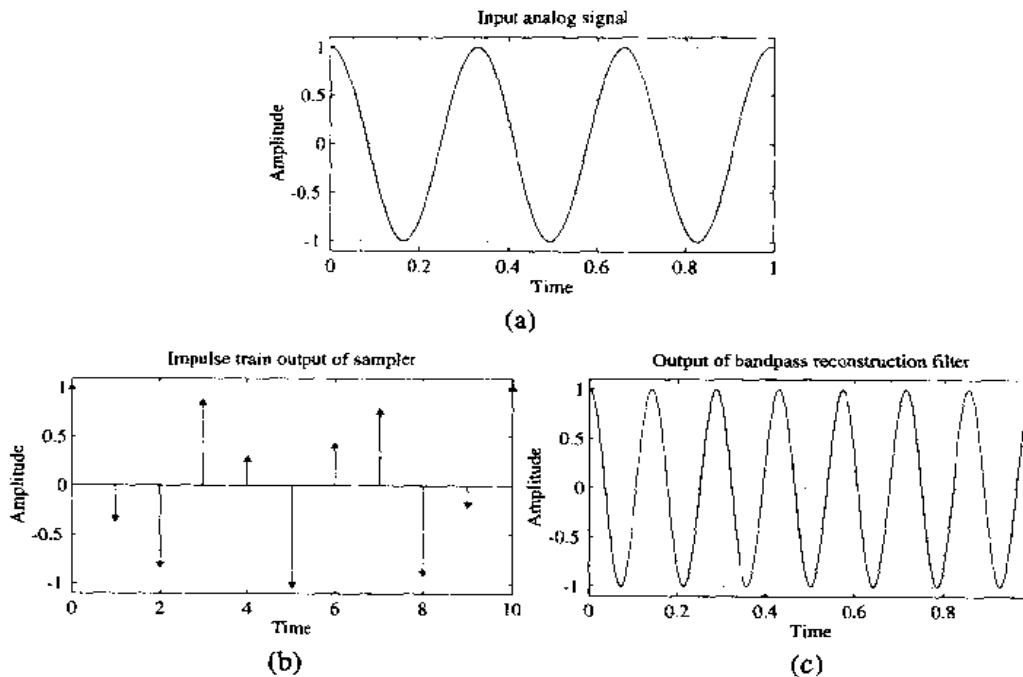 Input analog signal
1
0.5
0
-0.5
-1
Amplitude
0 0.2 0.4 0.6 0.8 1
Time
(a)
Impulse train output of sampler
1
0.5
0
-0.5
-1
Amplitude
0 2 4 6 8 10
Time
(b)
Output of bandpass reconstruction filter
1
0.5
0
-0.5
-1
Amplitude
0 0.2 0.4 0.6 0.8
Time
(c)